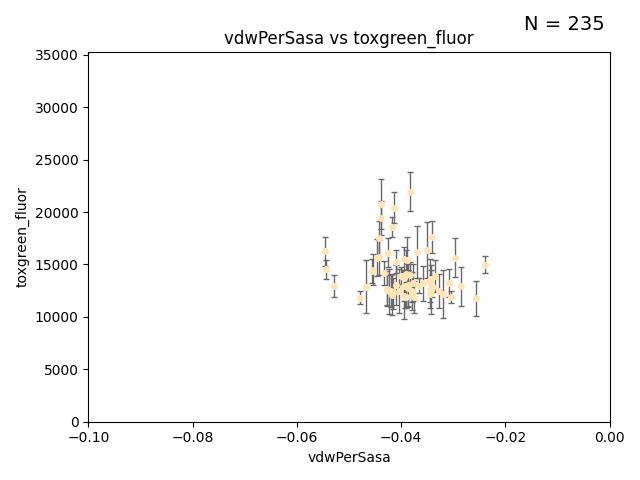 N = 235
vdwPerSasa vs toxgreen_fluor
toxgreen_fluor
35000
30000
25000
20000
15000
10000
5000
0
−0.10 −0.08 −0.06 −0.04 −0.02 0.00
vdwPerSasa